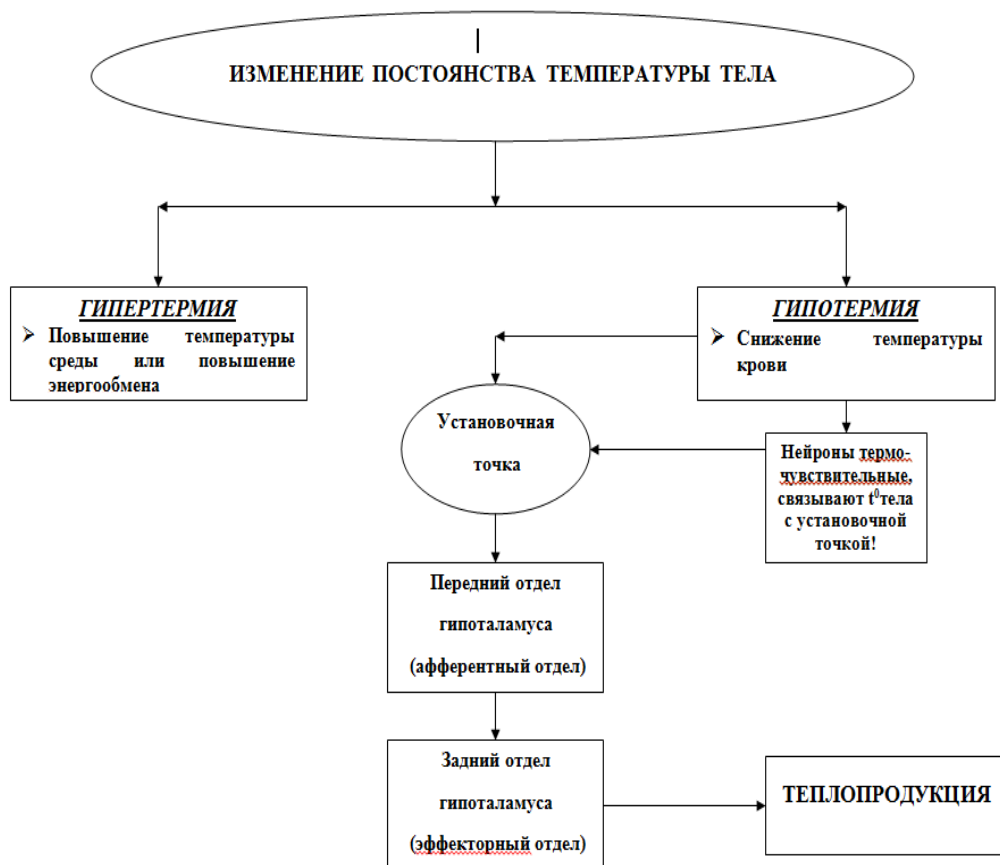 ИЗМЕНЕНИЕ ПОСТОЯНСТВА ТЕМПЕРАТУРЫ ТЕЛА
ГИПЕРТЕРМИЯ
➢ Повышение температуры
среды или повышение
энергообмена
ГИПОТЕРМИЯ
➢ Снижение температуры
крови
Установочная
точка
Нейроны термо-
чувствительные,
связывают t⁰тела
с установочной
точкой!
Передний отдел
гипоталамуса
(афферентный отдел)
Задний отдел
гипоталамуса
(эффекторный отдел)
ТЕПЛОПРОДУКЦИЯ